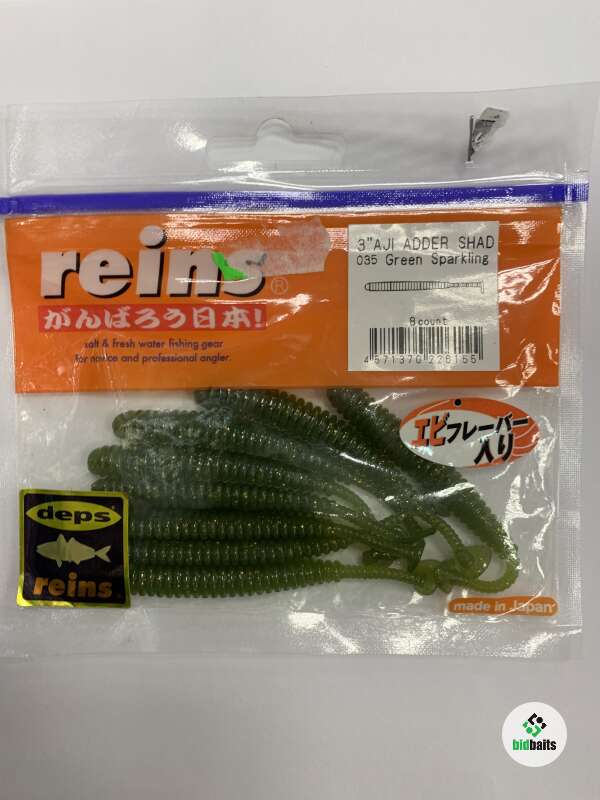 reins®
がんばろう日本!
salt & fresh water fishing gear
for novice and professional angler.
3"AJI ADDER SHAD
035 Green Sparkling
8count
4 571370 226155
エビフレーバー
入り
deps
reins
made in Japan
bidbaits